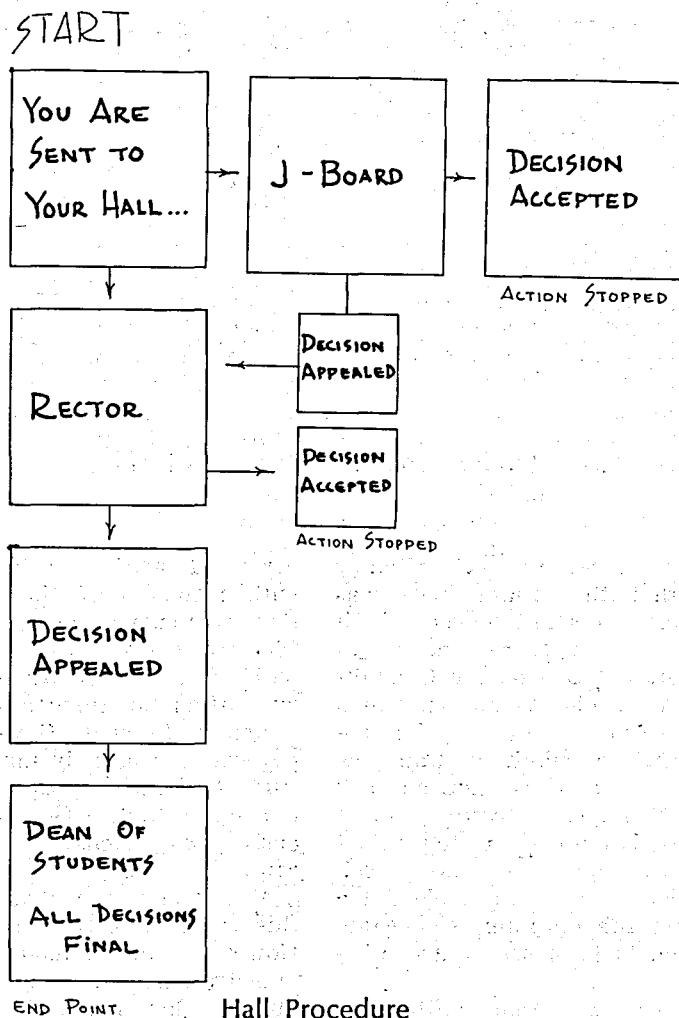 START
YOU ARE
SENT TO
YOUR HALL...
J-BOARD
DECISION
ACCEPTED
ACTION STOPPED
DECISION
APPEALED
RECTOR
DECISION
ACCEPTED
ACTION STOPPED
DECISION
APPEALED
DEAN OF
STUDENTS
ALL DECISIONS
FINAL
END POINT
Hall Procedure